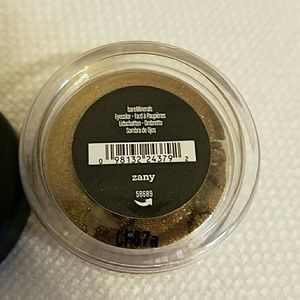 bareMinerals
Eyecolor • Fard à Paupières
Lidschatten • Ombretto
Sombra de Ojos
0 98132 24379 2
zany
58689